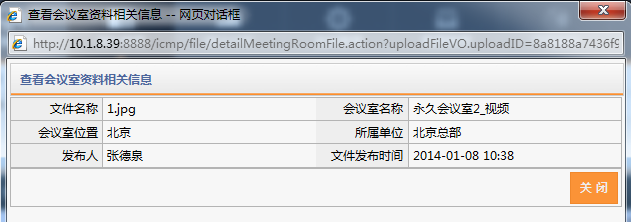 查看会议室资料相关信息 -- 网页对话框
http://10.1.8.39:8888/icmp/file/detailMeetingRoomFile.action?uploadFileVO.uploadID=8a8188a7436f9
查看会议室资料相关信息
文件名称 1.jpg 会议室名称 永久会议室2_视频
会议室位置 北京 所属单位 北京总部
发布人 张德泉 文件发布时间 2014-01-08 10:38
关 闭